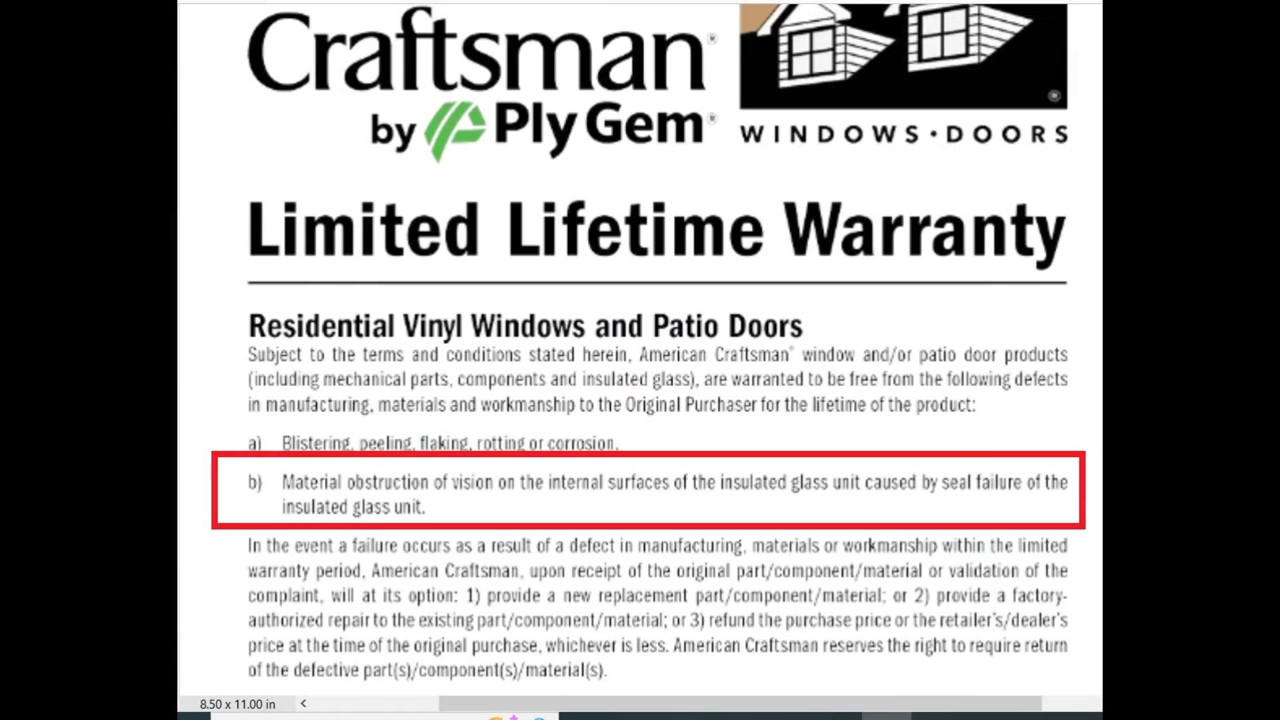 Craftsman®
by Ply Gem®
®
WINDOWS·DOORS
Limited Lifetime Warranty
Residential Vinyl Windows and Patio Doors
Subject to the terms and conditions stated herein, American Craftsman® window and/or patio door products
(including mechanical parts, components and insulated glass), are warranted to be free from the following defects
in manufacturing, materials and workmanship to the Original Purchaser for the lifetime of the product:
a) Blistering, peeling, flaking, rotting or corrosion.
b) Material obstruction of vision on the internal surfaces of the insulated glass unit caused by seal failure of the
insulated glass unit.
In the event a failure occurs as a result of a defect in manufacturing, materials or workmanship within the limited
warranty period, American Craftsman, upon receipt of the original part/component/material or validation of the
complaint, will at its option: 1) provide a new replacement part/component/material; or 2) provide a factory-
authorized repair to the existing part/component/material; or 3) refund the purchase price or the retailer's/dealer's
price at the time of the original purchase, whichever is less. American Craftsman reserves the right to require return
of the defective part(s)/component(s)/material(s).
8.50 x 11.00 in